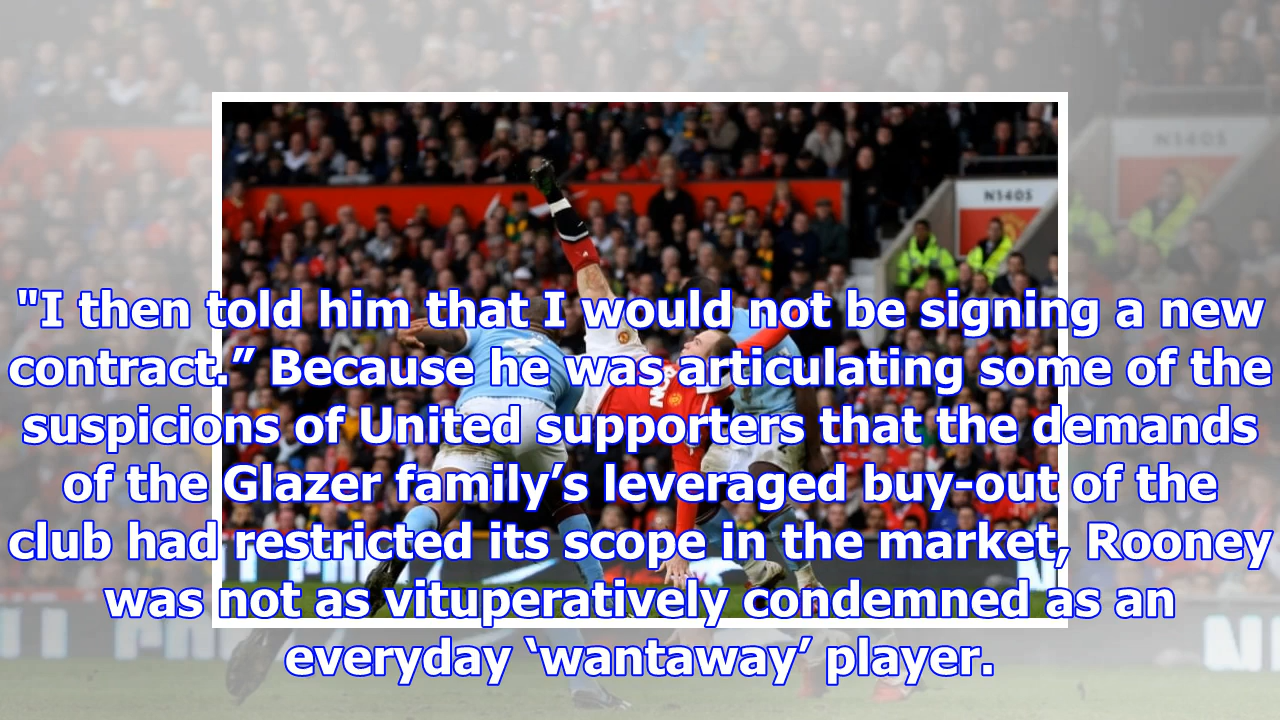 N3405
N3405
"I then told him that I would not be signing a new
contract.” Because he was articulating some of the
suspicions of United supporters that the demands
of the Glazer family’s leveraged buy-out of the
club had restricted its scope in the market, Rooney
was not as vituperatively condemned as an
everyday ‘wantaway’ player.